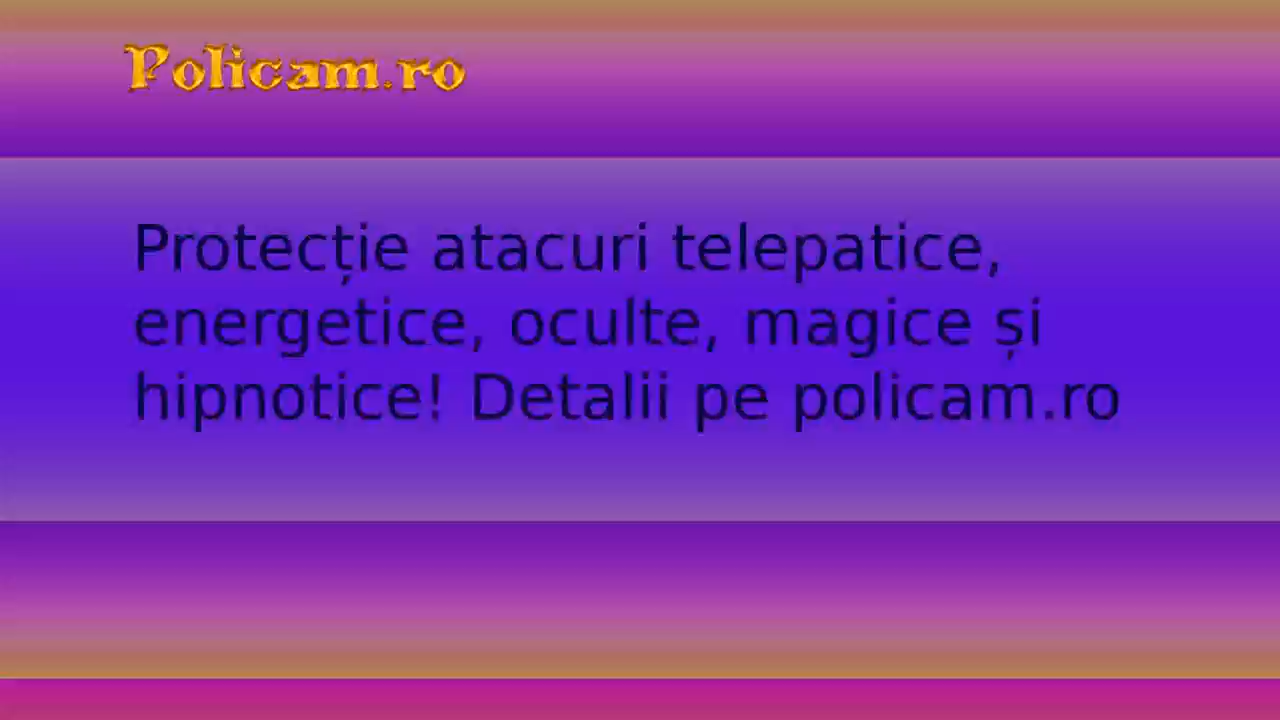 Policam.ro
Protecție atacuri telepatice,
energetice, oculte, magice și
hipnotice! Detalii pe policam.ro